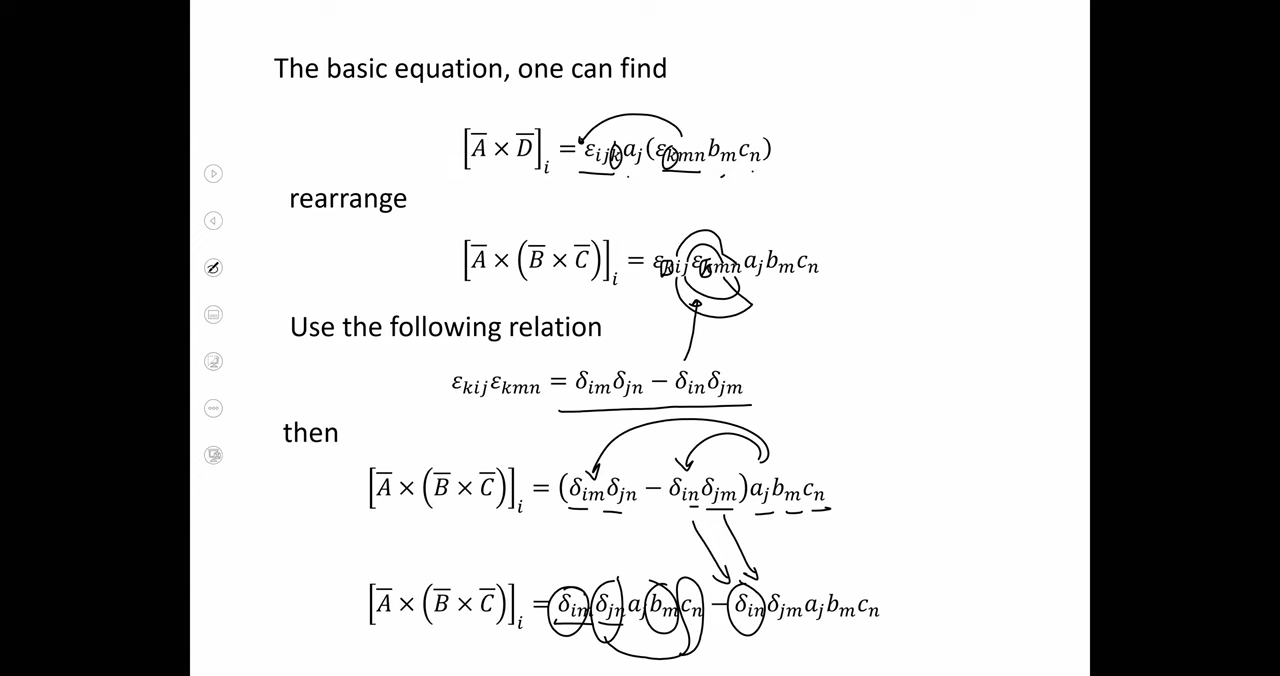 The basic equation, one can find
[A̅ × D̅]ᵢ = εᵢⱼₖaⱼ(εₖₘₙbₘcₙ)
rearrange
[A̅ × (B̅ × C̅)]ᵢ = εₖᵢⱼεₖₘₙaⱼbₘcₙ
Use the following relation
εₖᵢⱼεₖₘₙ = δᵢₘδⱼₙ − δᵢₙδⱼₘ
then
[A̅ × (B̅ × C̅)]ᵢ = (δᵢₘδⱼₙ − δᵢₙδⱼₘ)aⱼbₘcₙ
[A̅ × (B̅ × C̅)]ᵢ = δᵢₘδⱼₙaⱼbₘcₙ − δᵢₙδⱼₘaⱼbₘcₙ